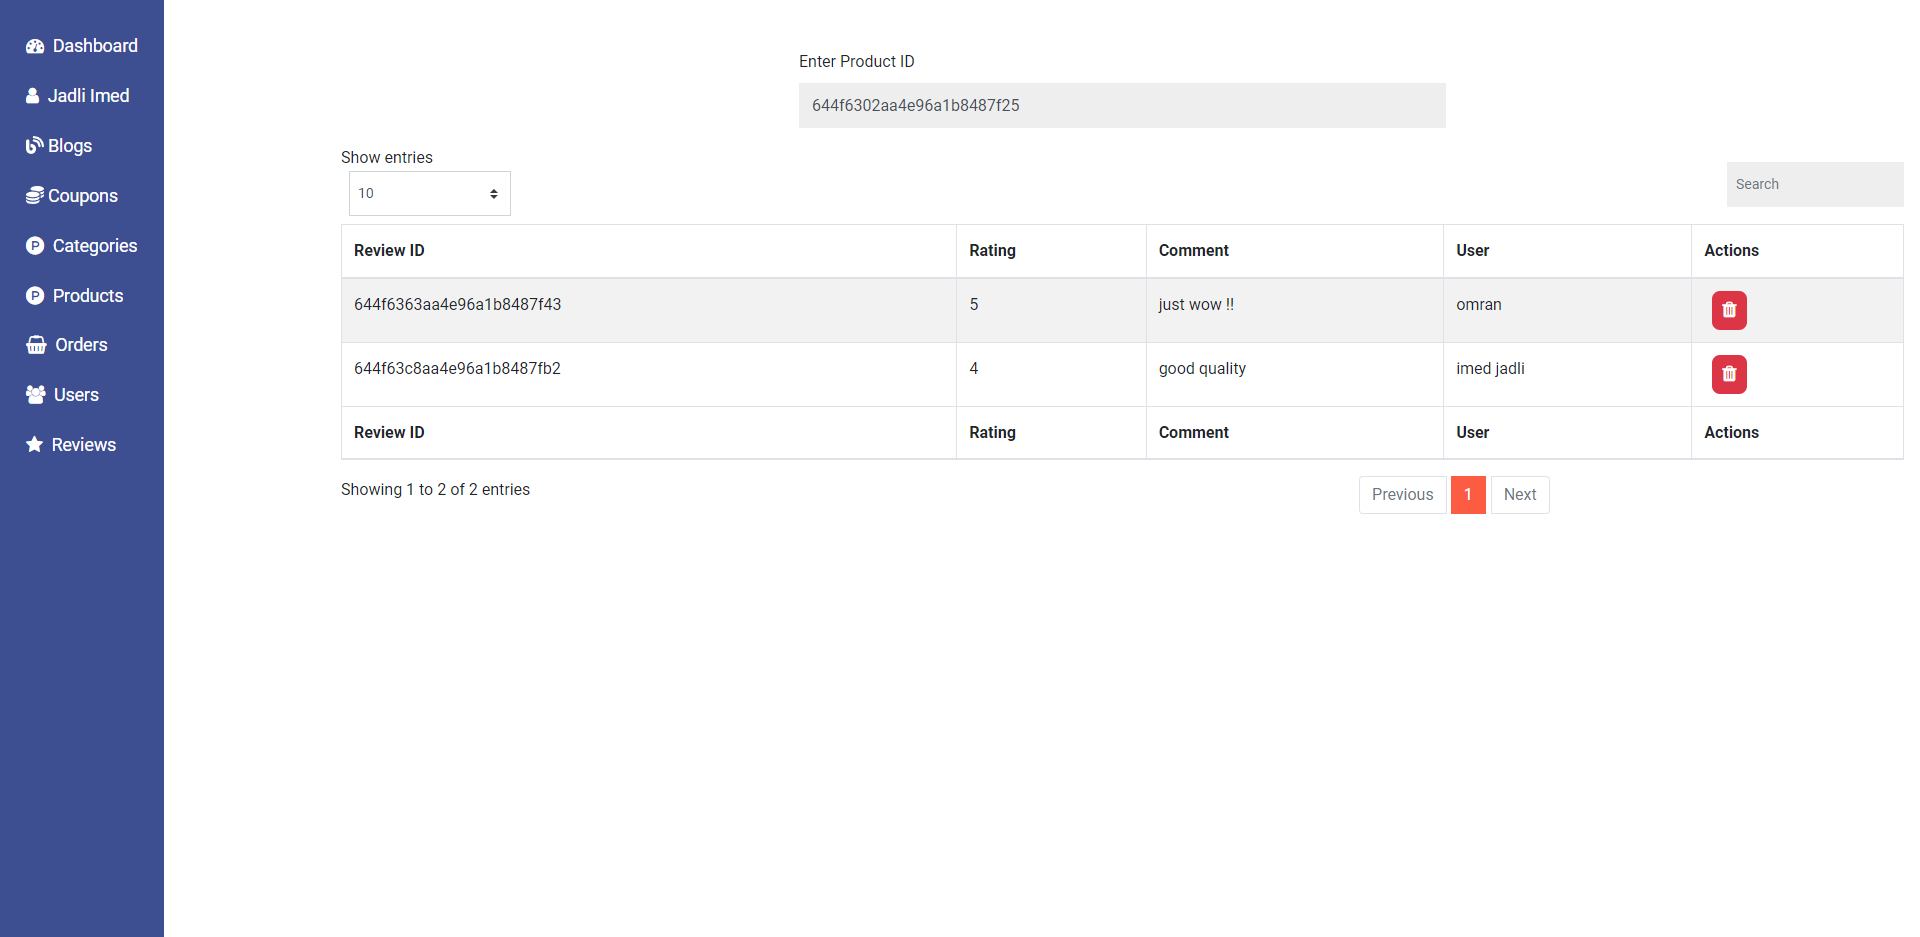 Dashboard
Jadli Imed
Blogs
Coupons
Categories
Products
Orders
Users
Reviews
Enter Product ID
644f6302aa4e96a1b8487f25
Show entries
10
Search
Review ID Rating Comment User Actions
644f6363aa4e96a1b8487f43 5 just wow !! omran
644f63c8aa4e96a1b8487fb2 4 good quality imed jadli
Review ID Rating Comment User Actions
Showing 1 to 2 of 2 entries
Previous 1 Next